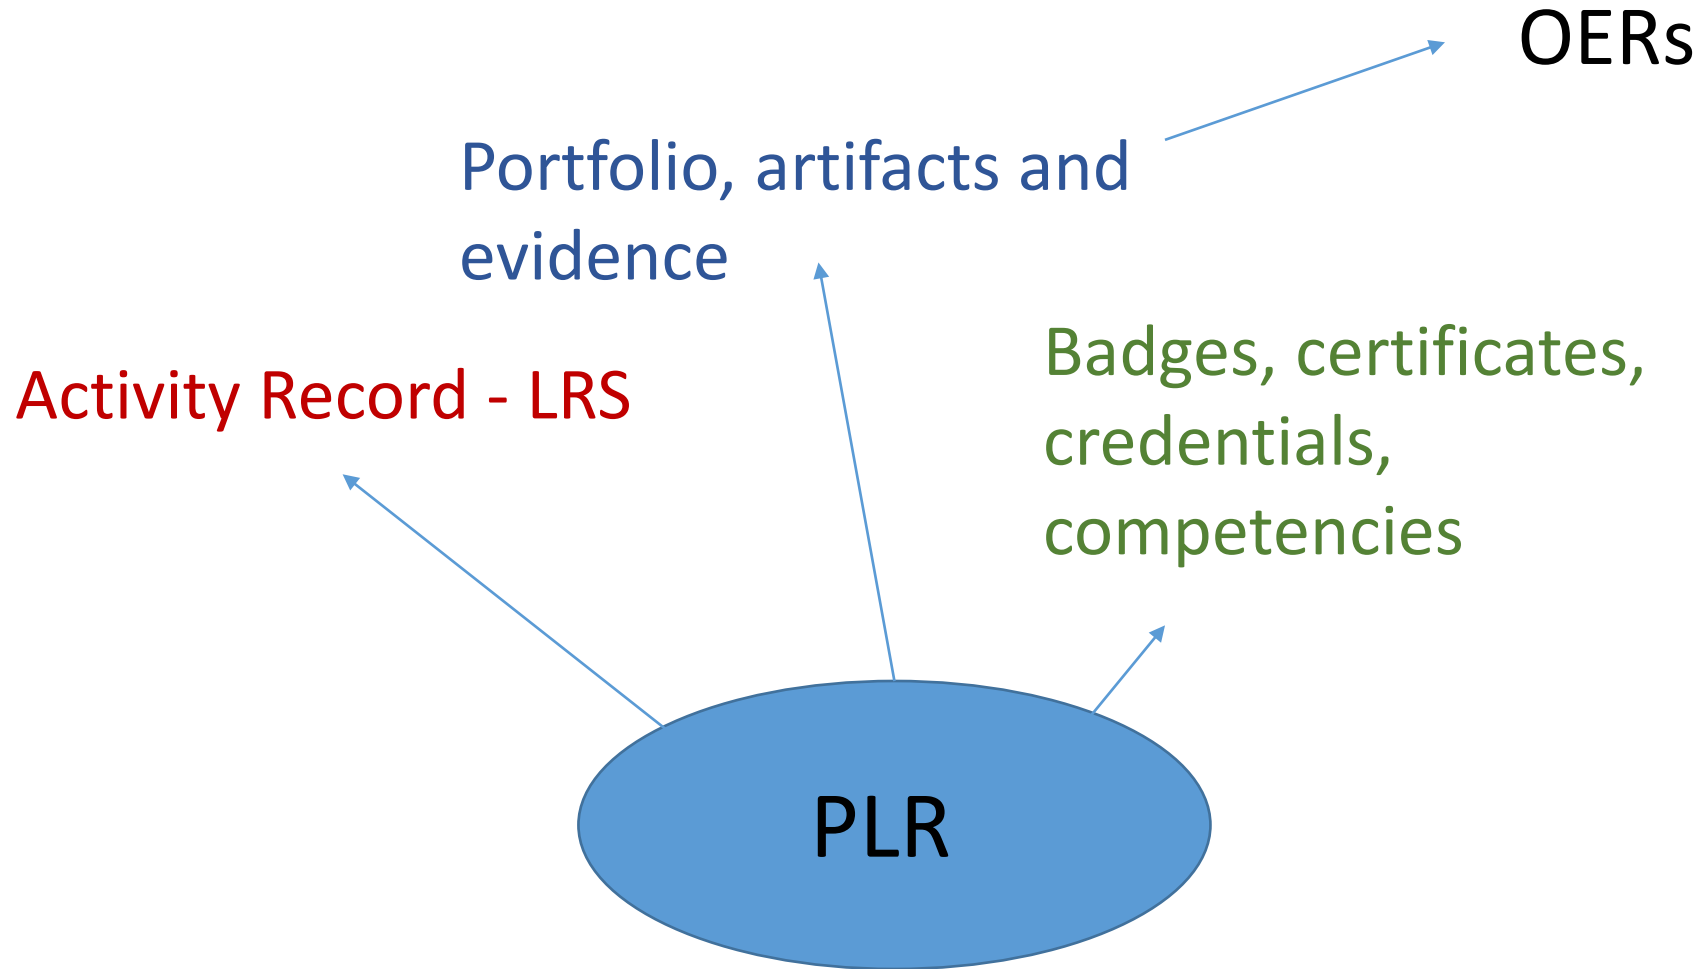 OERs
Portfolio, artifacts and
evidence
Activity Record - LRS
Badges, certificates,
credentials,
competencies
PLR